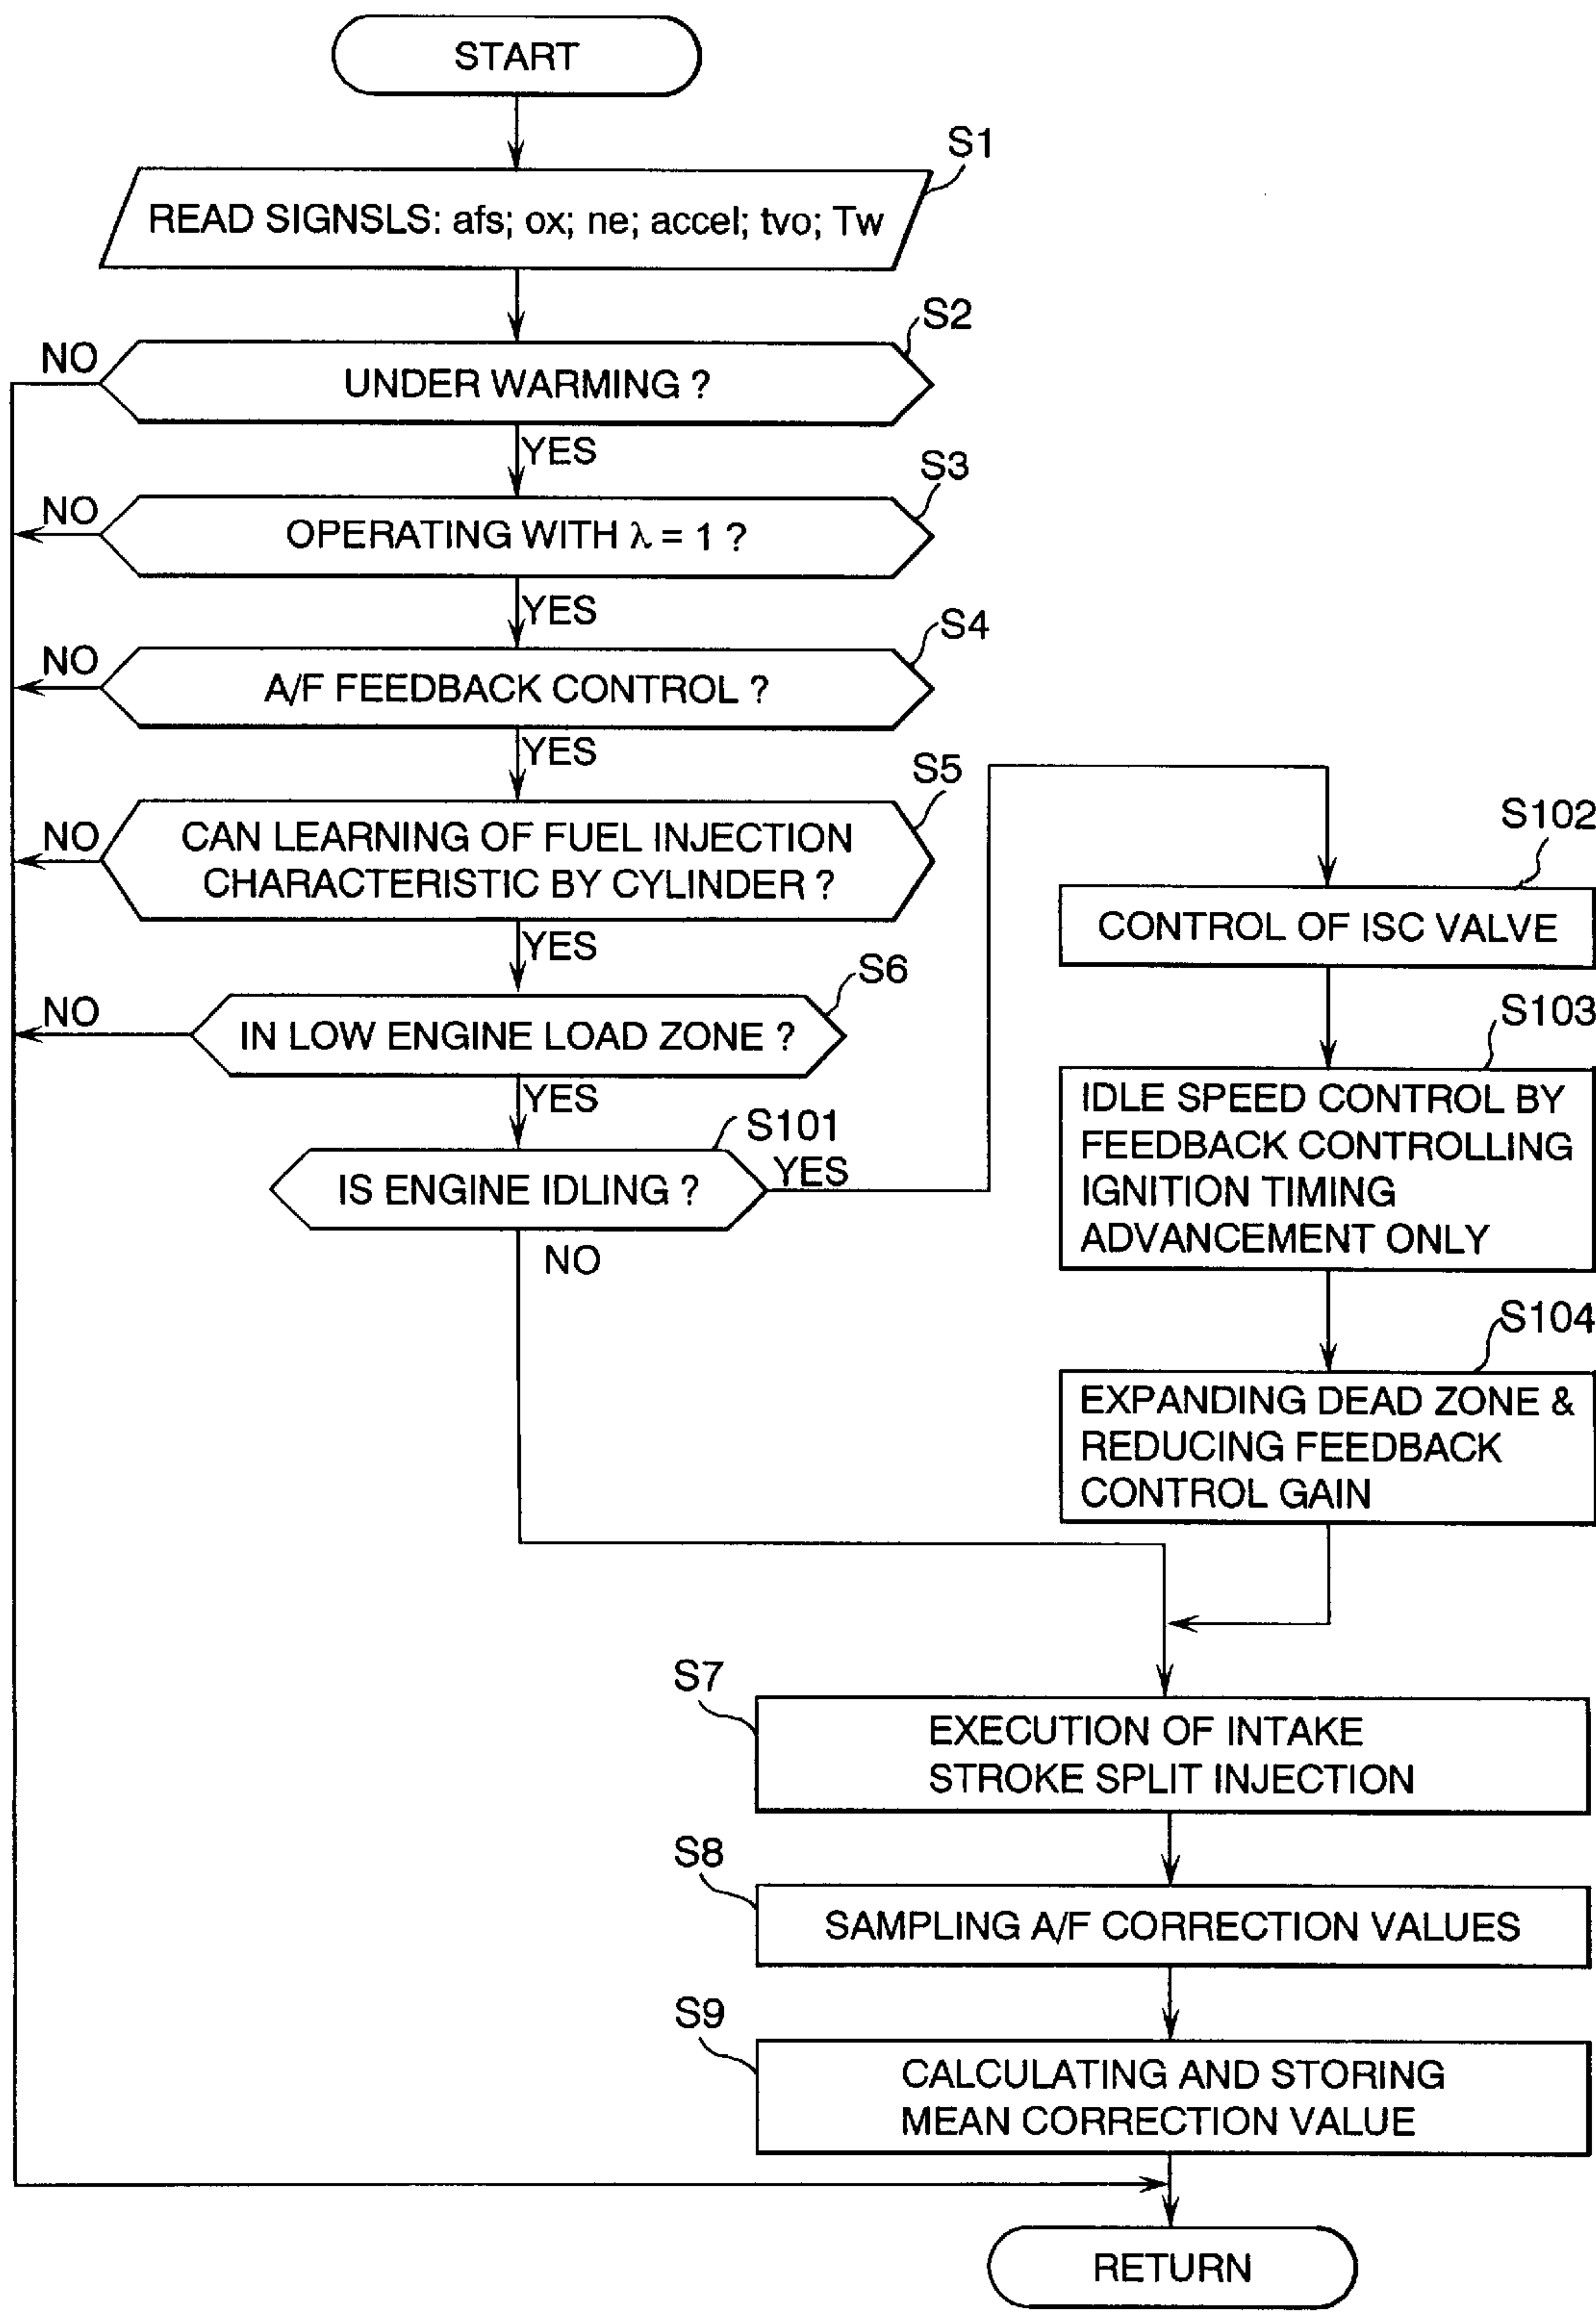 START
S1
READ SIGNSLS: afs; ox; ne; accel; tvo; Tw
S2
NO
UNDER WARMING ?
YES
S3
NO
OPERATING WITH λ = 1 ?
YES
S4
NO
A/F FEEDBACK CONTROL ?
YES
S5
NO
CAN LEARNING OF FUEL INJECTION
CHARACTERISTIC BY CYLINDER ?
YES
S6
NO
IN LOW ENGINE LOAD ZONE ?
YES
S101
IS ENGINE IDLING ?
YES
NO
S102
CONTROL OF ISC VALVE
S103
IDLE SPEED CONTROL BY
FEEDBACK CONTROLLING
IGNITION TIMING
ADVANCEMENT ONLY
S104
EXPANDING DEAD ZONE &
REDUCING FEEDBACK
CONTROL GAIN
S7
EXECUTION OF INTAKE
STROKE SPLIT INJECTION
S8
SAMPLING A/F CORRECTION VALUES
S9
CALCULATING AND STORING
MEAN CORRECTION VALUE
RETURN